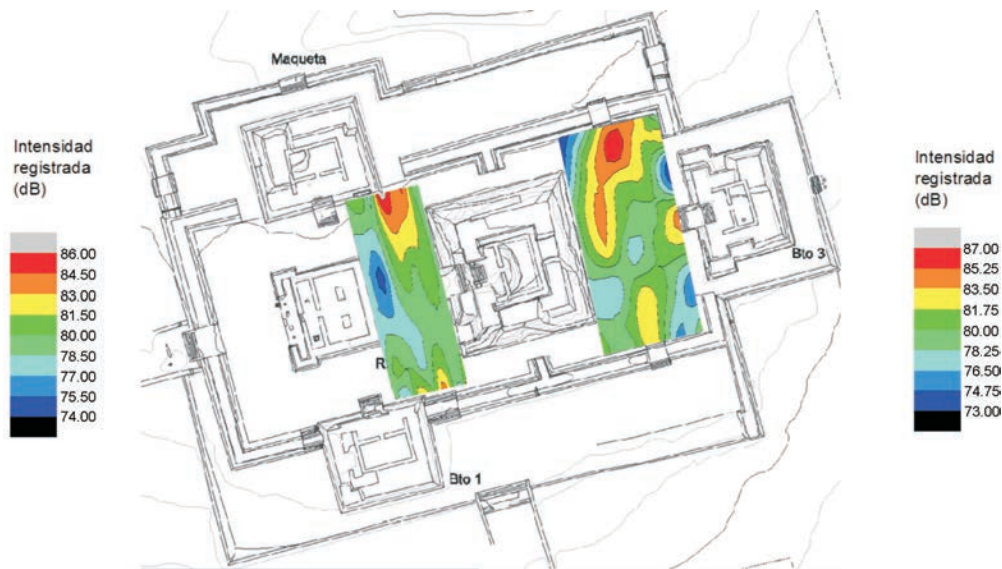 Maqueta
Intensidad
registrada
(dB)
86.00
84.50
83.00
81.50
80.00
78.50
77.00
75.50
74.00
R
Bto 1
Bto 3
Intensidad
registrada
(dB)
87.00
85.25
83.50
81.75
80.00
78.25
76.50
74.75
73.00